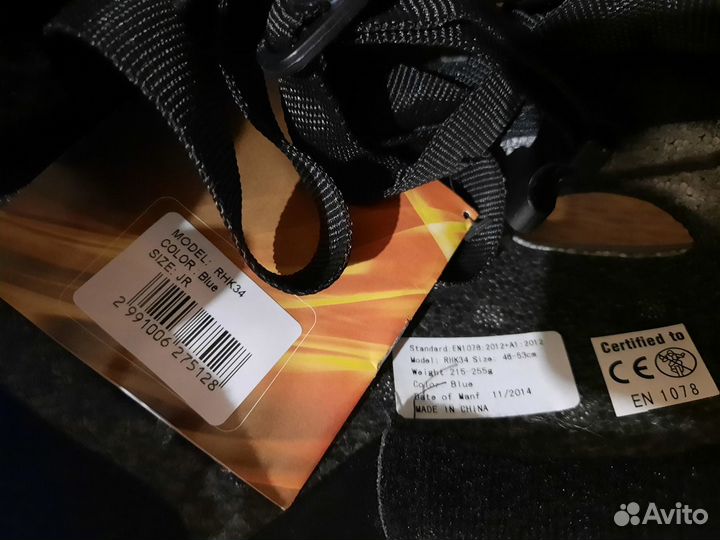 MODEL: RHK34
COLOR : Blue
SIZE: JR
2 991006 275128
Standard:EN1078:2012+A1:2012
Model: RHK34 Size: 48-53cm
Weight 215-255g
Color: Blue
Date of Manf 11/2014
MADE IN CHINA
Certified to
CE
EN 1078
Avito